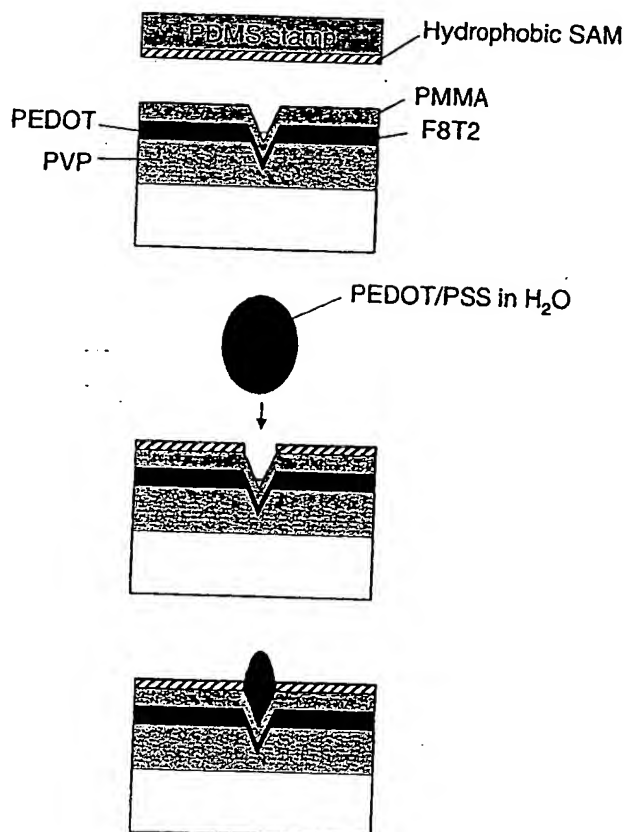 PDMS stamp
Hydrophobic SAM
PMMA
PEDOT
F8T2
PVP
PEDOT/PSS in H₂O